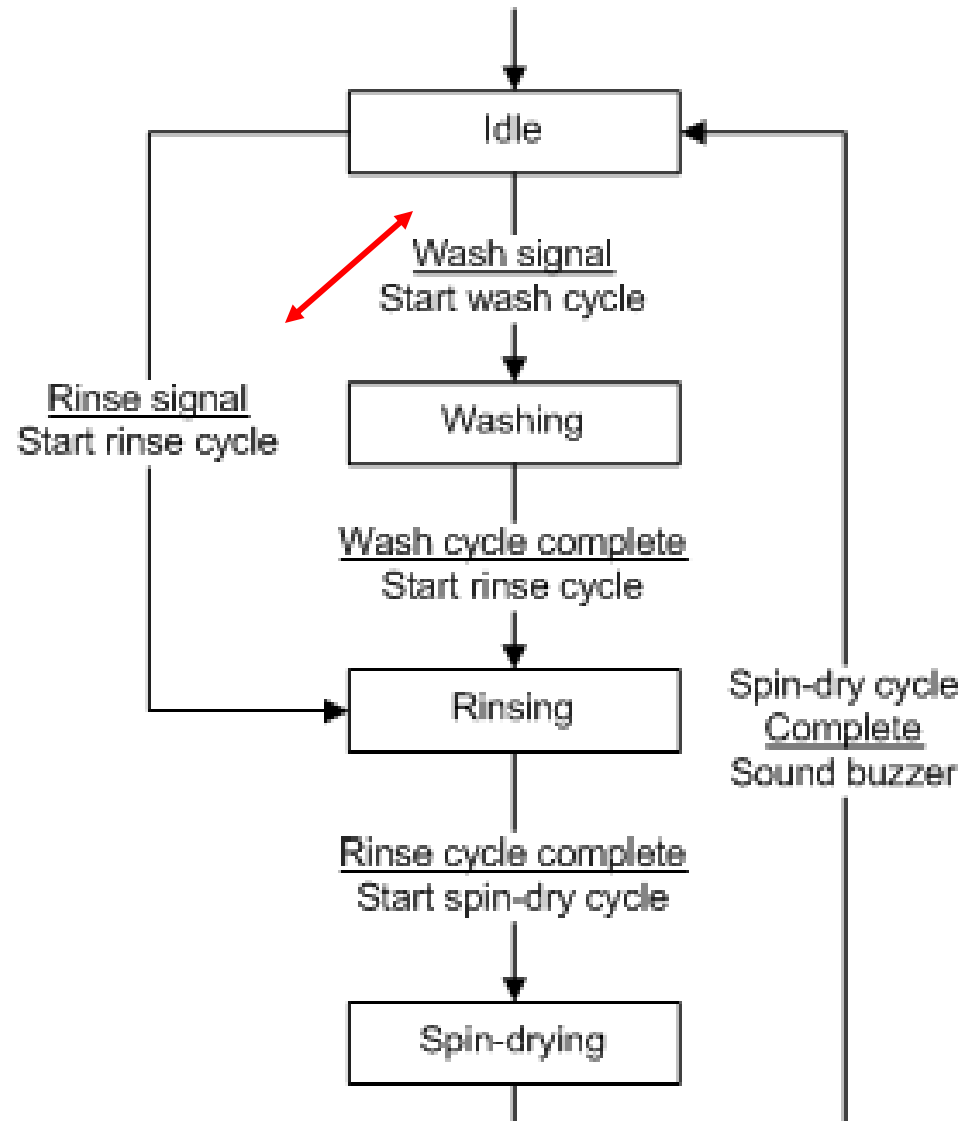 Idle
Wash signal
Start wash cycle
Rinse signal
Start rinse cycle
Washing
Wash cycle complete
Start rinse cycle
Rinsing
Spin-dry cycle
Complete
Sound buzzer
Rinse cycle complete
Start spin-dry cycle
Spin-drying